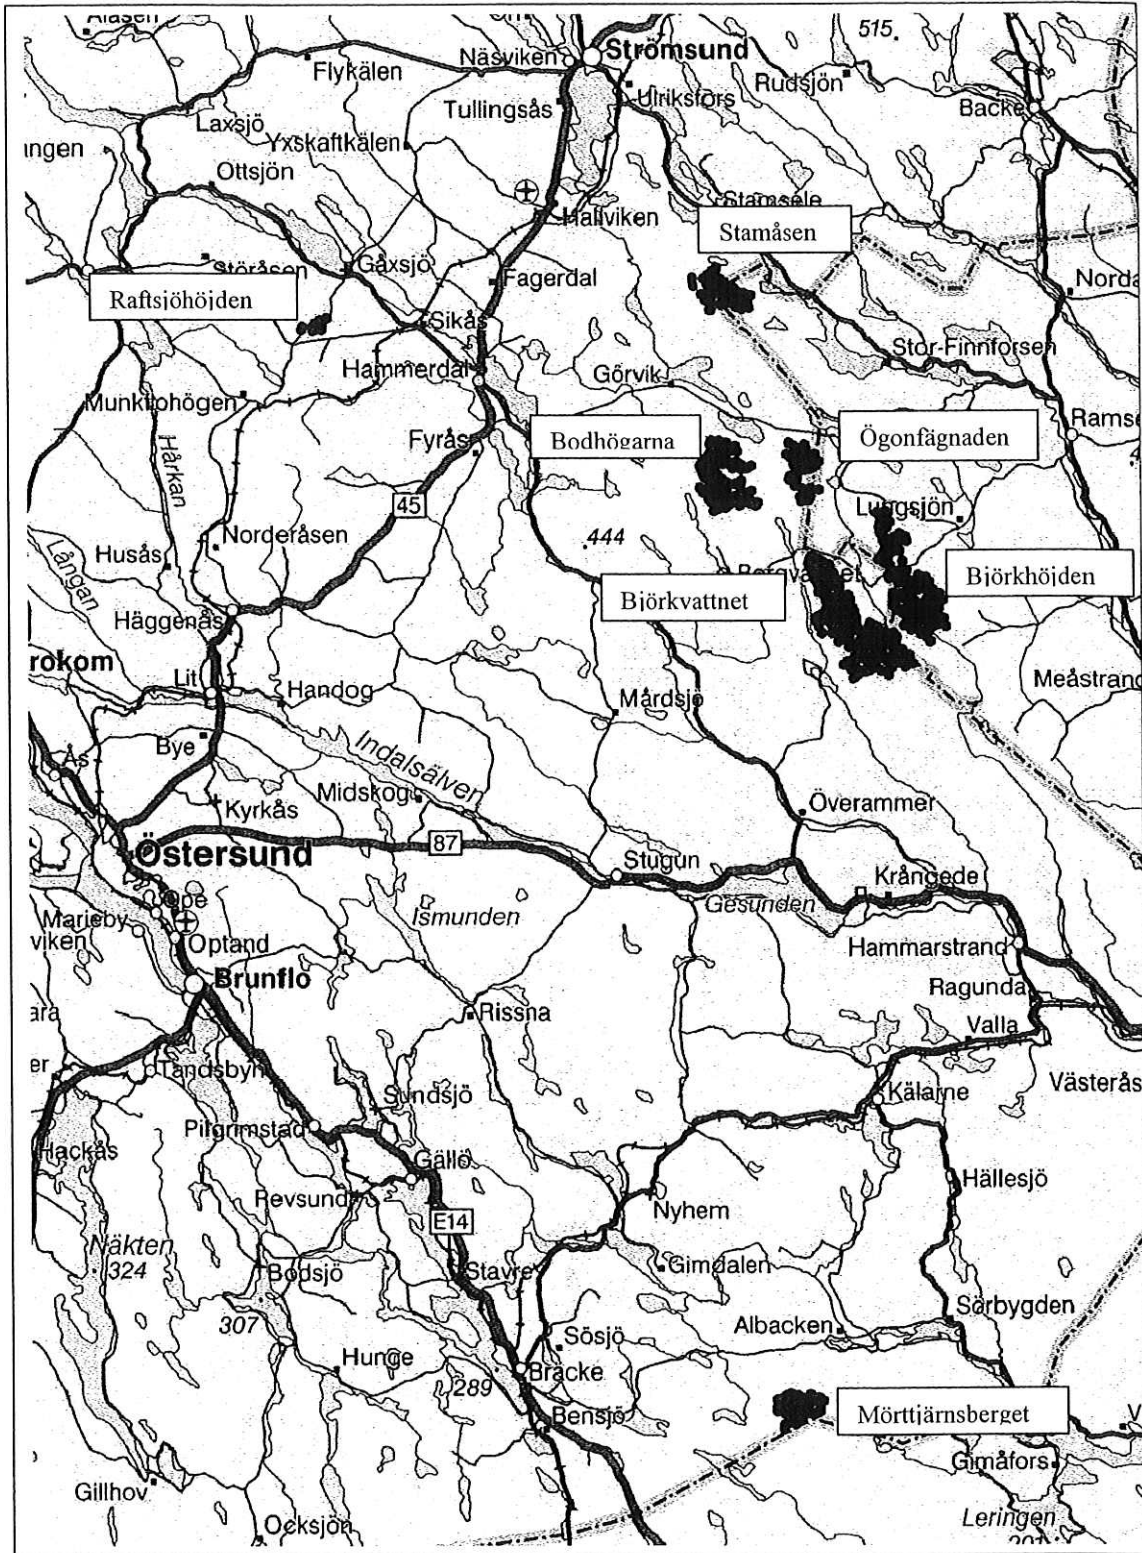 Strömsund
515
Näsviken
Flykälen
Rudsjön
Ulriksfors
Tullingsås
Backe
Laxsjö
Yxskaftkälen
Ottsjön
Hallviken
Stamsele
Stamåsen
Störåsen
Gåxsjö
Fagerdal
Raftsjöhöjden
Sikås
Stor-Finnforsen
Hammerdal
Görvik
Munkflohögen
Fyrås
Bodhögarna
Ögonfägnaden
Hårkan
45
Lungsjön
Norderåsen
444
Husås
Långan
Björkhöjden
Björkvattnet
Häggenås
rokom
Lit
Handog
Meåstrand
Mårdsjö
Bye
Indalsälven
Ås
Midskog
Kyrkås
Överammer
87
Östersund
Stugun
Krångede
Ope
Ismunden
Gesunden
Marieby
viken
Optand
Hammarstrand
Brunflo
Ragunda
Rissna
Valla
Tandsbyn
Sundsjö
Kälarne
Västerås
Pilgrimstad
Hackås
Gällö
Hällesjö
Revsund
Nyhem
E14
Näkten
324
Bodsjö
Stavre
Gimdalen
307
Sörbygden
Albacken
Sösjö
Hunge
289
Bräcke
Bensjö
Mörttjärnsberget
Gimåfors
Gillhov
Ocksjön
Leringen